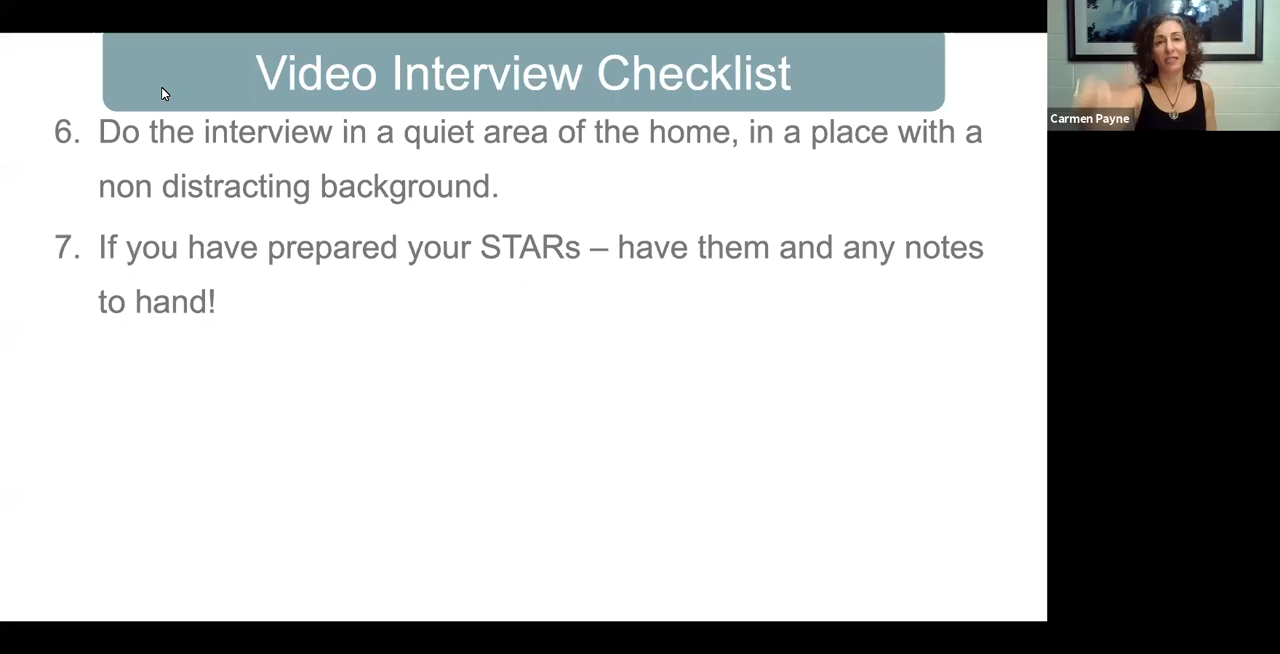 Video Interview Checklist
6. Do the interview in a quiet area of the home, in a place with a
non distracting background.
7. If you have prepared your STARs – have them and any notes
to hand!
Carmen Payne